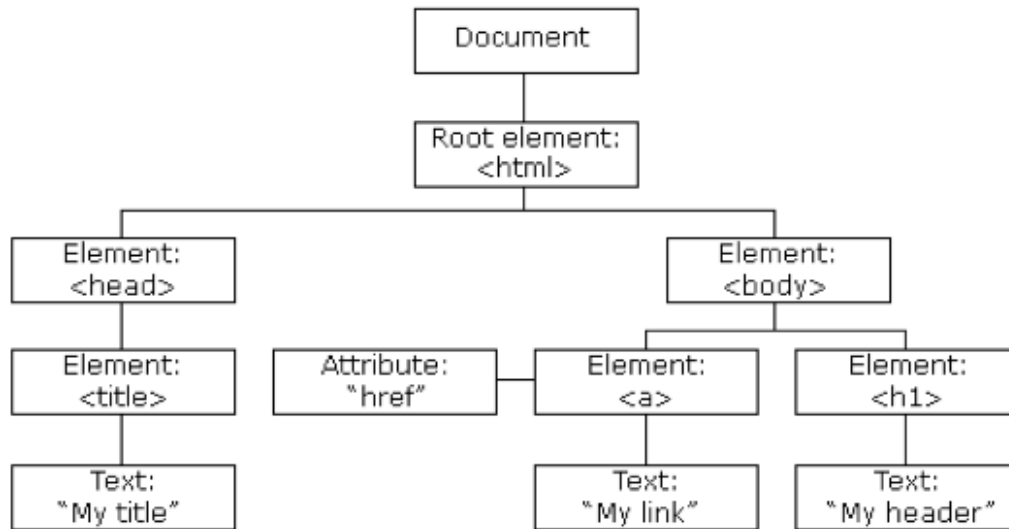 Document
Root element:
<html>
Element:
<head>
Element:
<body>
Element:
<title>
Attribute:
“href”
Element:
<a>
Element:
<h1>
Text:
“My title”
Text:
“My link”
Text:
“My header”